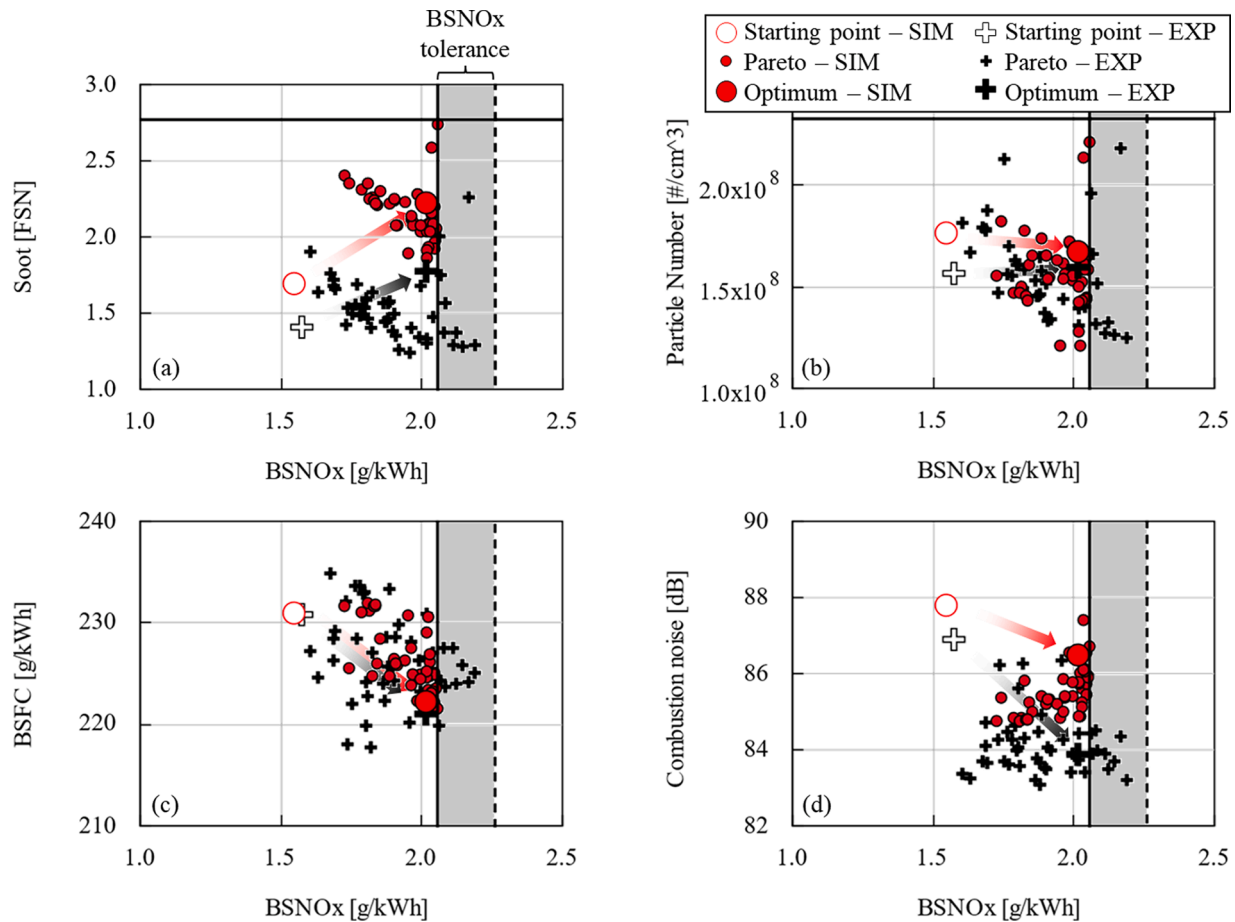 BSNOx
tolerance
Starting point – SIM
Starting point – EXP
Pareto – SIM
Pareto – EXP
Optimum – SIM
Optimum – EXP
3.0
2.5
2.0
1.5
1.0
Soot [FSN]
(a)
1.0 1.5 2.0 2.5
BSNOx [g/kWh]
2.0x10^8
1.5x10^8
1.0x10^8
Particle Number [#/cm^3]
(b)
1.0 1.5 2.0 2.5
BSNOx [g/kWh]
240
230
220
210
BSFC [g/kWh]
(c)
1.0 1.5 2.0 2.5
BSNOx [g/kWh]
90
88
86
84
82
Combustion noise [dB]
(d)
1.0 1.5 2.0 2.5
BSNOx [g/kWh]